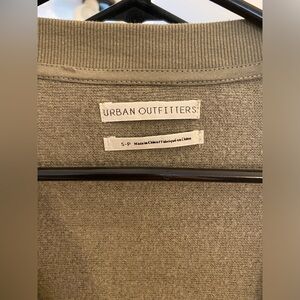 URBAN OUTFITTERS
S-P Made in China/Fabriqué en Chine